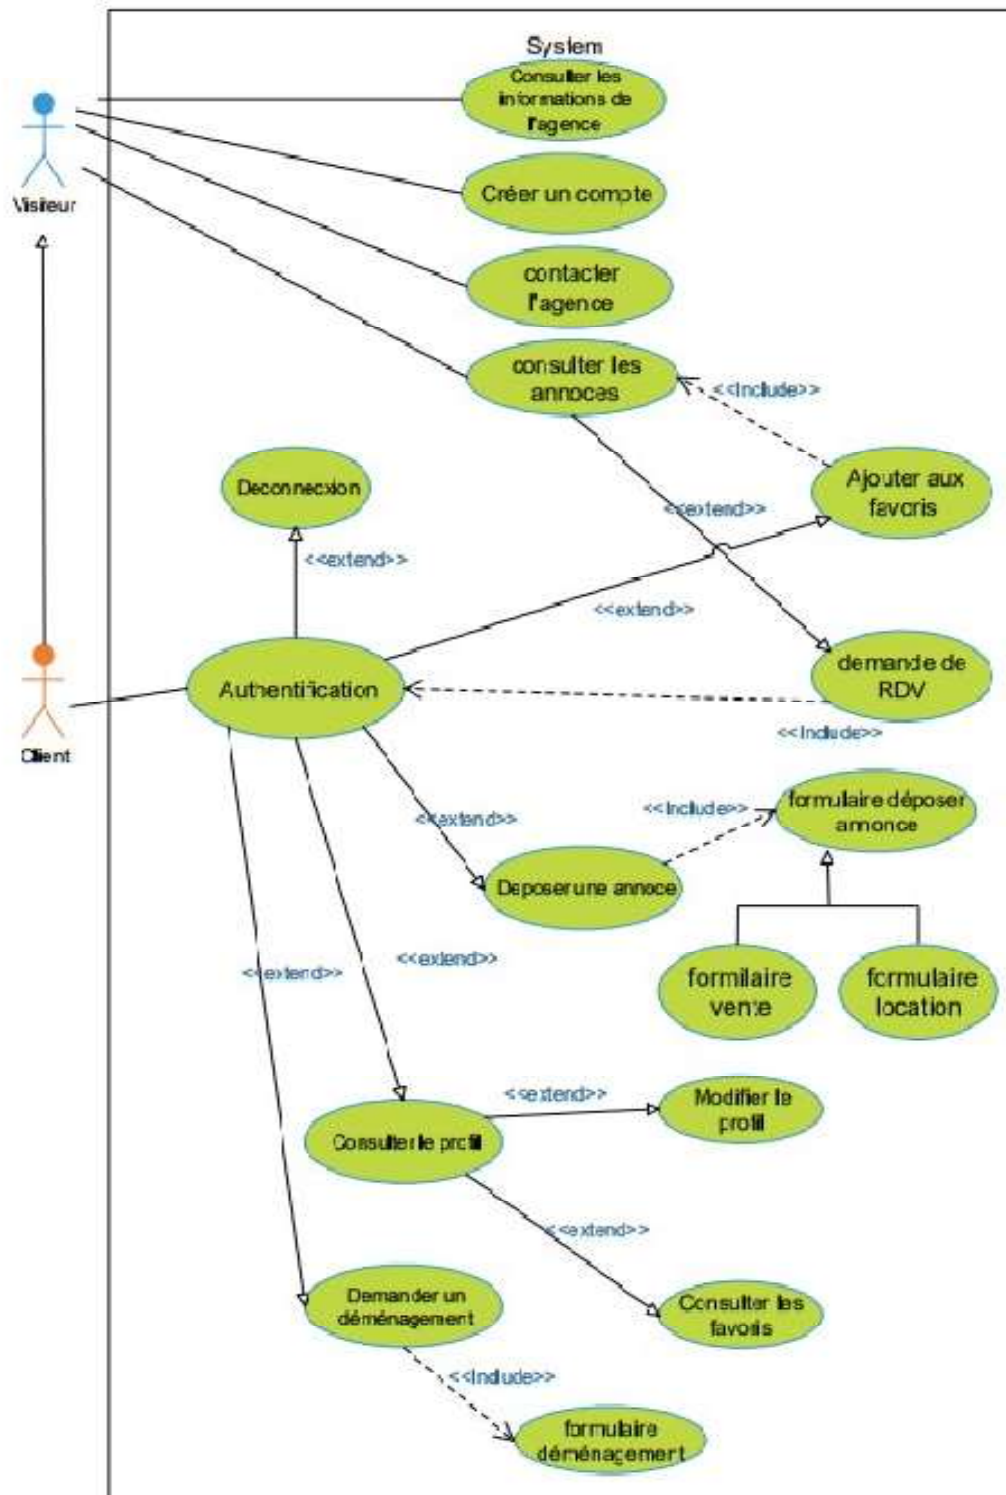 System
Consulter les
informations de
l'agence
Visiteur
Créer un compte
contacter
l'agence
consulter les
annoces
<<Include>>
Deconnecxion
Ajouter aux
favoris
<<extend>>
<<extend>>
<<extend>>
Authentification
demande de
RDV
<<Include>>
Client
formulaire déposer
annonce
<<Include>>
<<extend>>
Deposer une annoce
<<extend>>
<<extend>>
formilaire
vente
formulaire
location
<<extend>>
Modifier le
profil
Consulter le profil
<<extend>>
Demander un
déménagement
Consulter les
favoris
<<Include>>
formulaire
déménagement